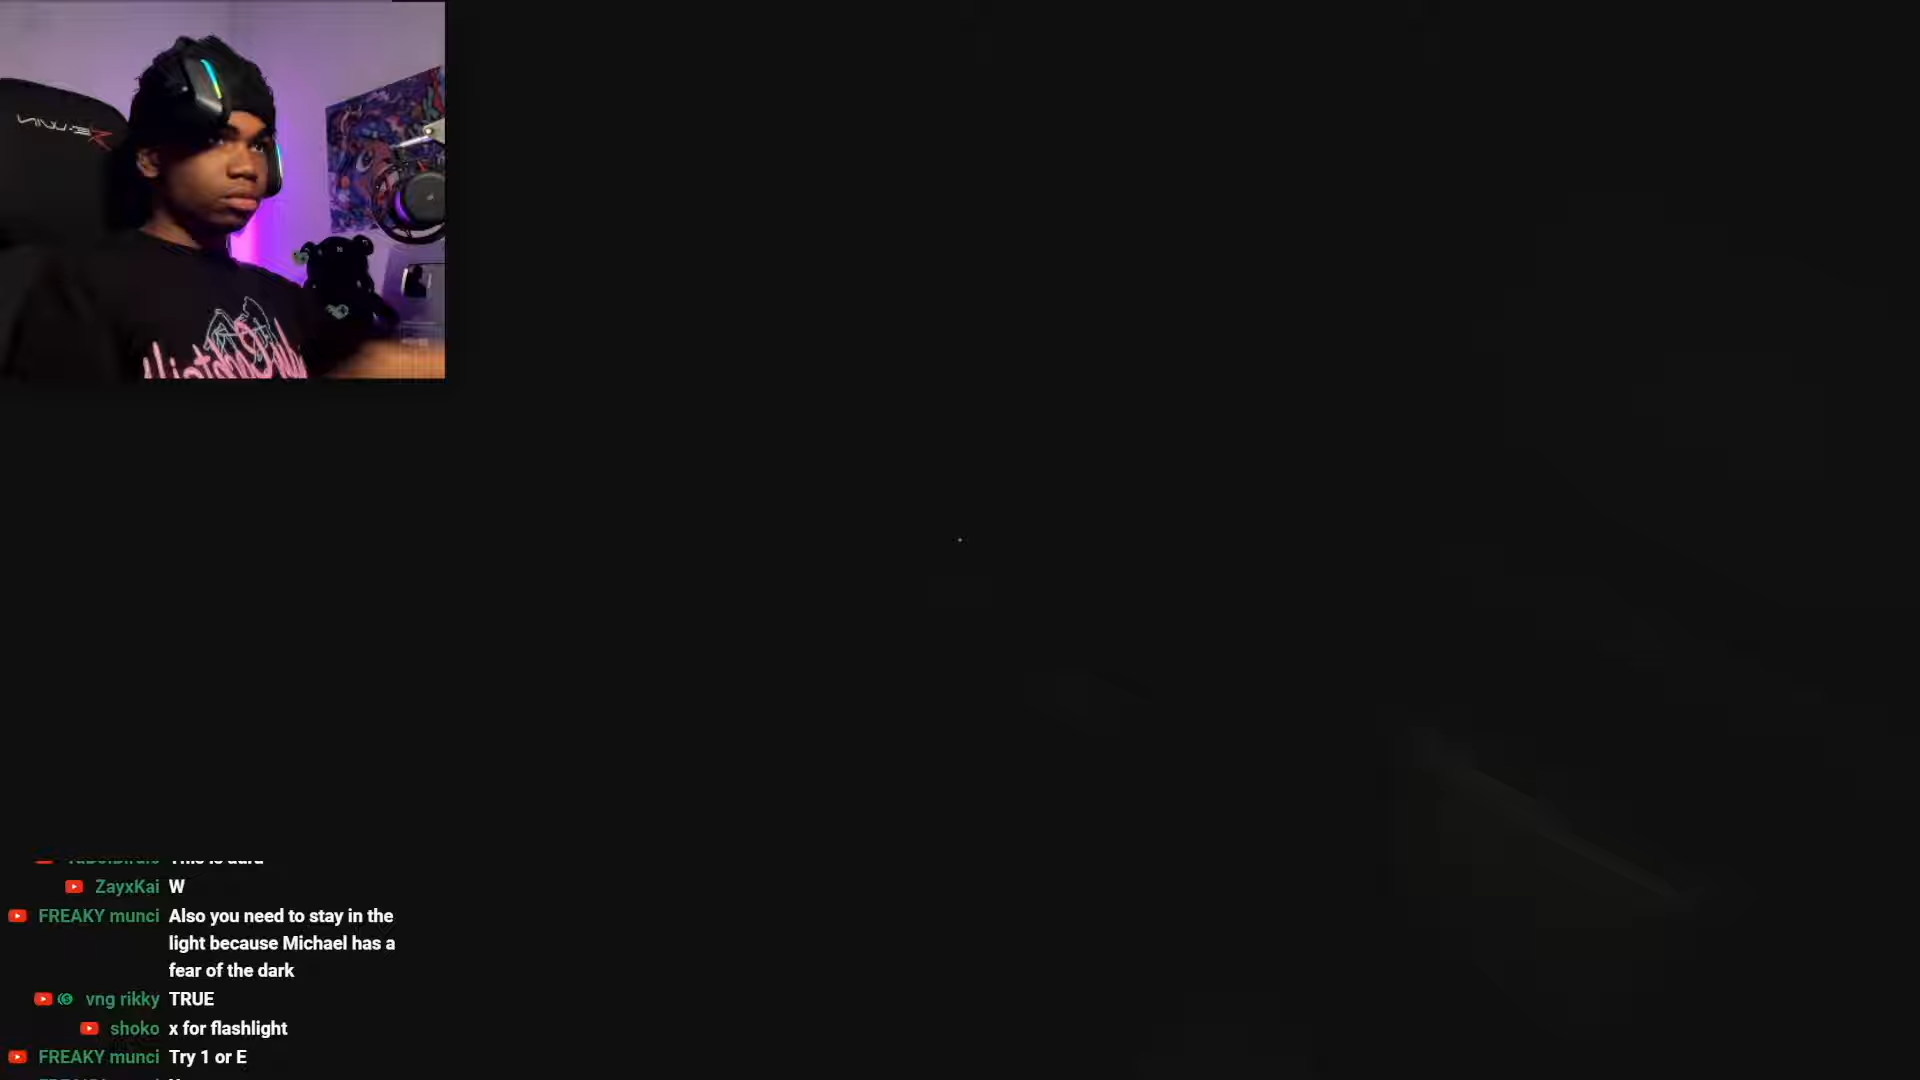 ZayxKai W
FREAKY munci Also you need to stay in the
light because Michael has a
fear of the dark
vng rikky TRUE
shoko x for flashlight
FREAKY munci Try 1 or E